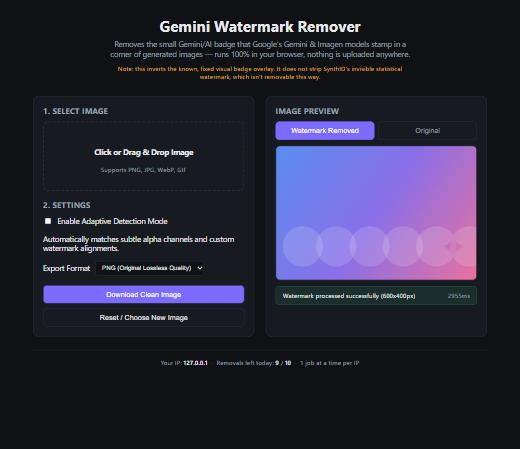 Gemini Watermark Remover
Removes the small Gemini/AI badge that Google's Gemini & Imagen models stamp in a
corner of generated images — runs 100% in your browser, nothing is uploaded anywhere.
Note: this inverts the known, fixed visual badge overlay. It does not strip SynthID's invisible statistical
watermark, which isn't removable this way.
1. SELECT IMAGE
Click or Drag & Drop Image
Supports PNG, JPG, WebP, GIF
2. SETTINGS
Enable Adaptive Detection Mode
Automatically matches subtle alpha channels and custom
watermark alignments.
Export Format PNG (Original Lossless Quality)
Download Clean Image
Reset / Choose New Image
IMAGE PREVIEW
Watermark Removed Original
Watermark processed successfully (600x400px) 2955ms
Your IP: 127.0.0.1 · Removals left today: 9 / 10 · 1 job at a time per IP